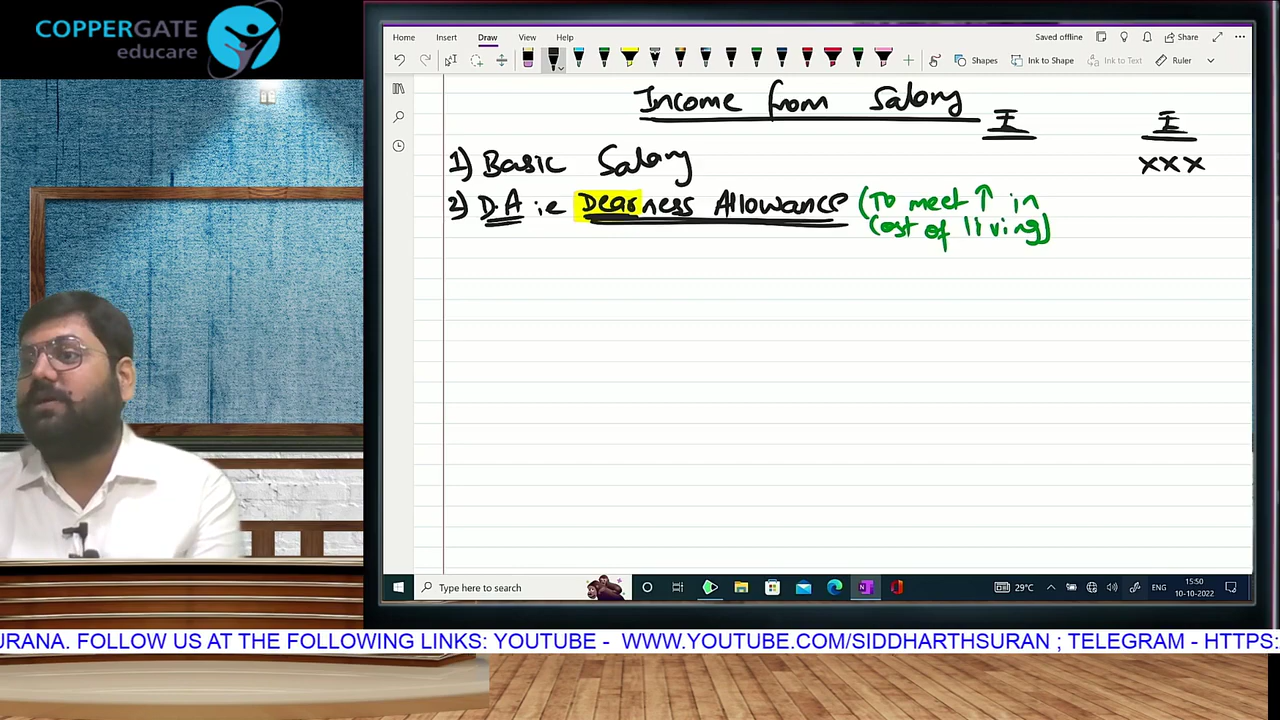 COPPERGATE
educare
Home Insert Draw View Help
Saved offline Share
Shapes Ink to Shape Ink to Text Ruler
Income from Salary
1) Basic Salary XXX
2) D.A ie Dearness Allowance (To meet ↑ in
Cost of living)
Type here to search
29°C ENG 15:50
10-10-2022
URANA. FOLLOW US AT THE FOLLOWING LINKS: YOUTUBE - WWW.YOUTUBE.COM/SIDDHARTHSURAN ; TELEGRAM - HTTPS: